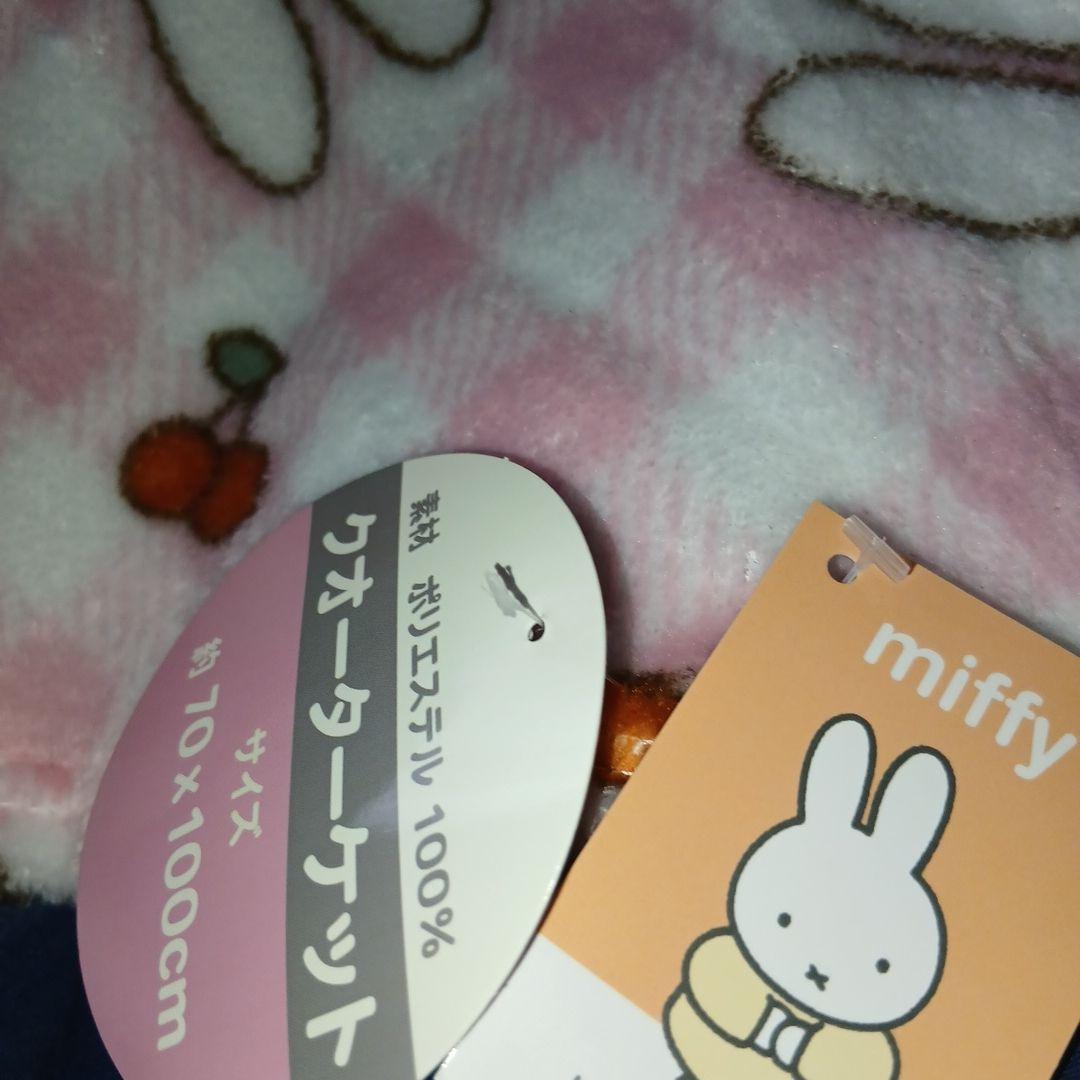 素材 ポリエステル 100%
クオーターケット
サイズ
約 70×100cm
miffy